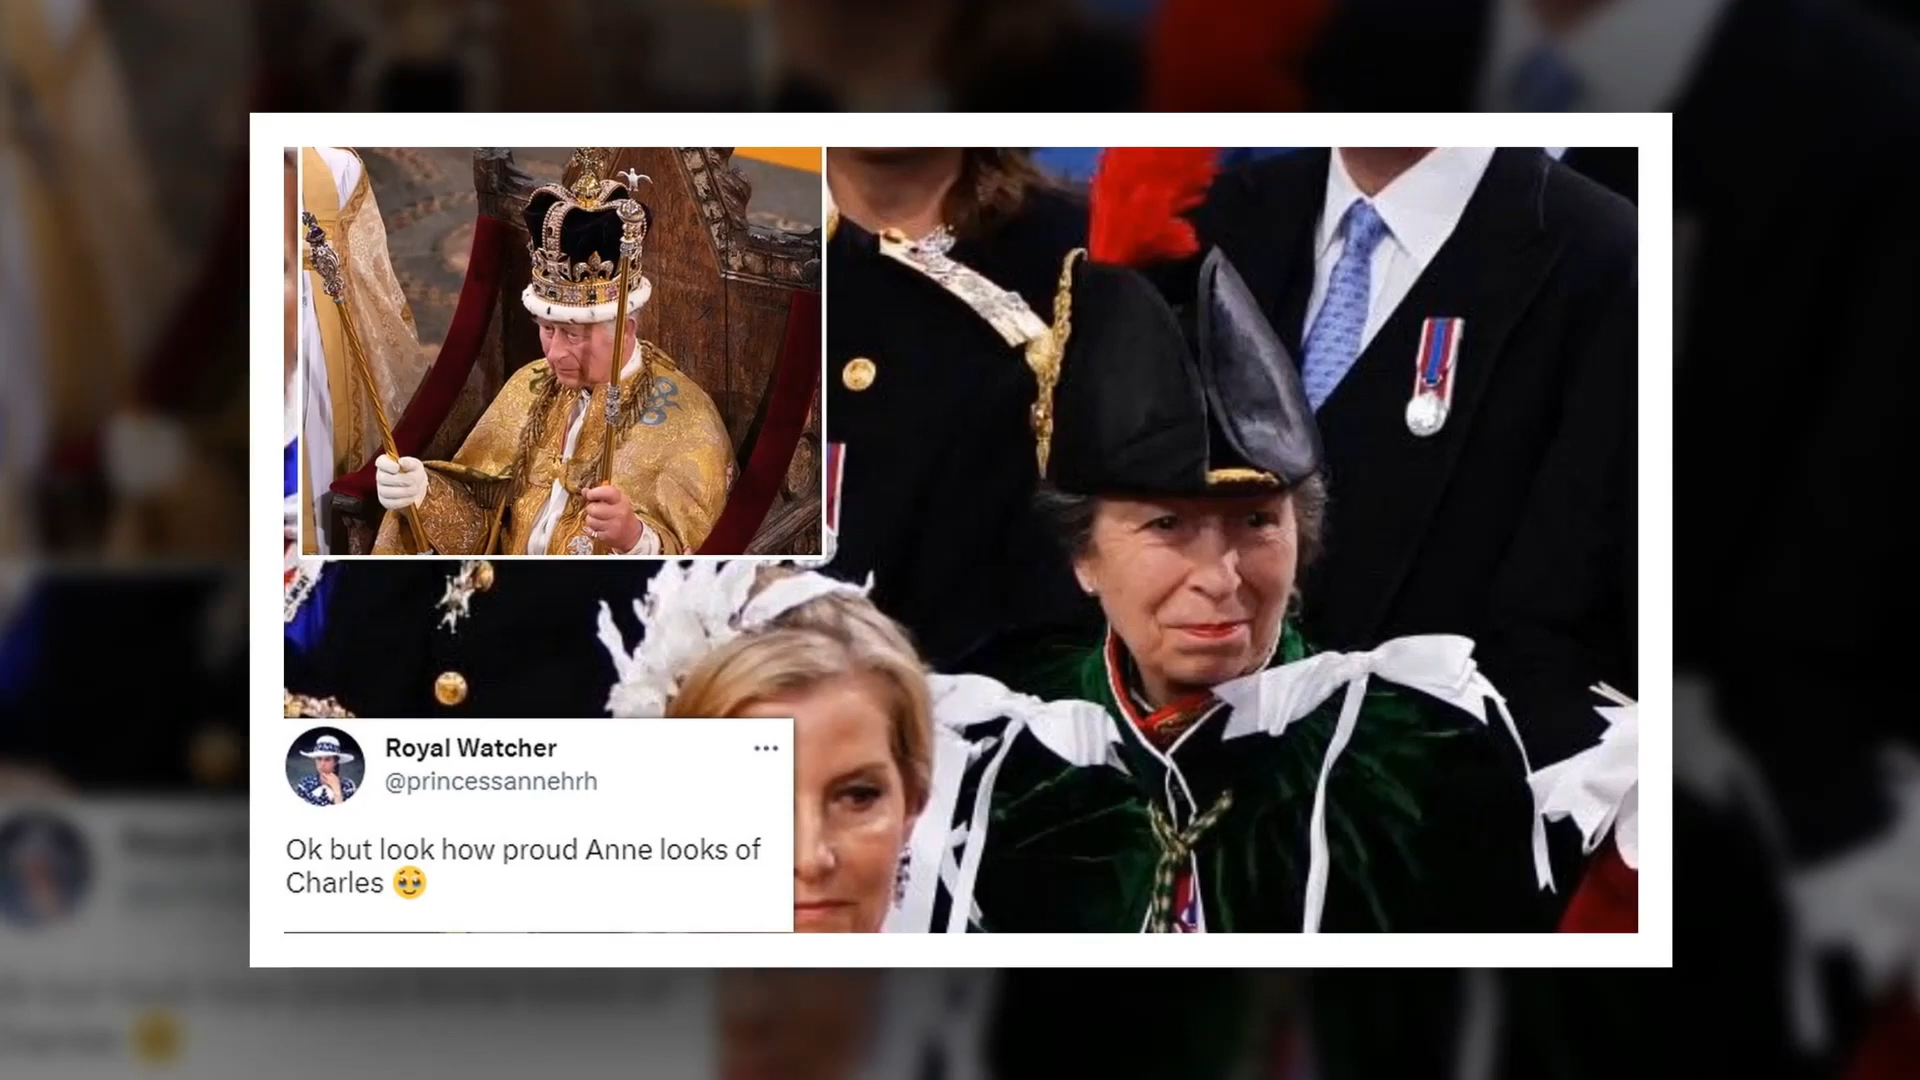 Royal Watcher
@princessannehrh
Ok but look how proud Anne looks of
Charles 🥹